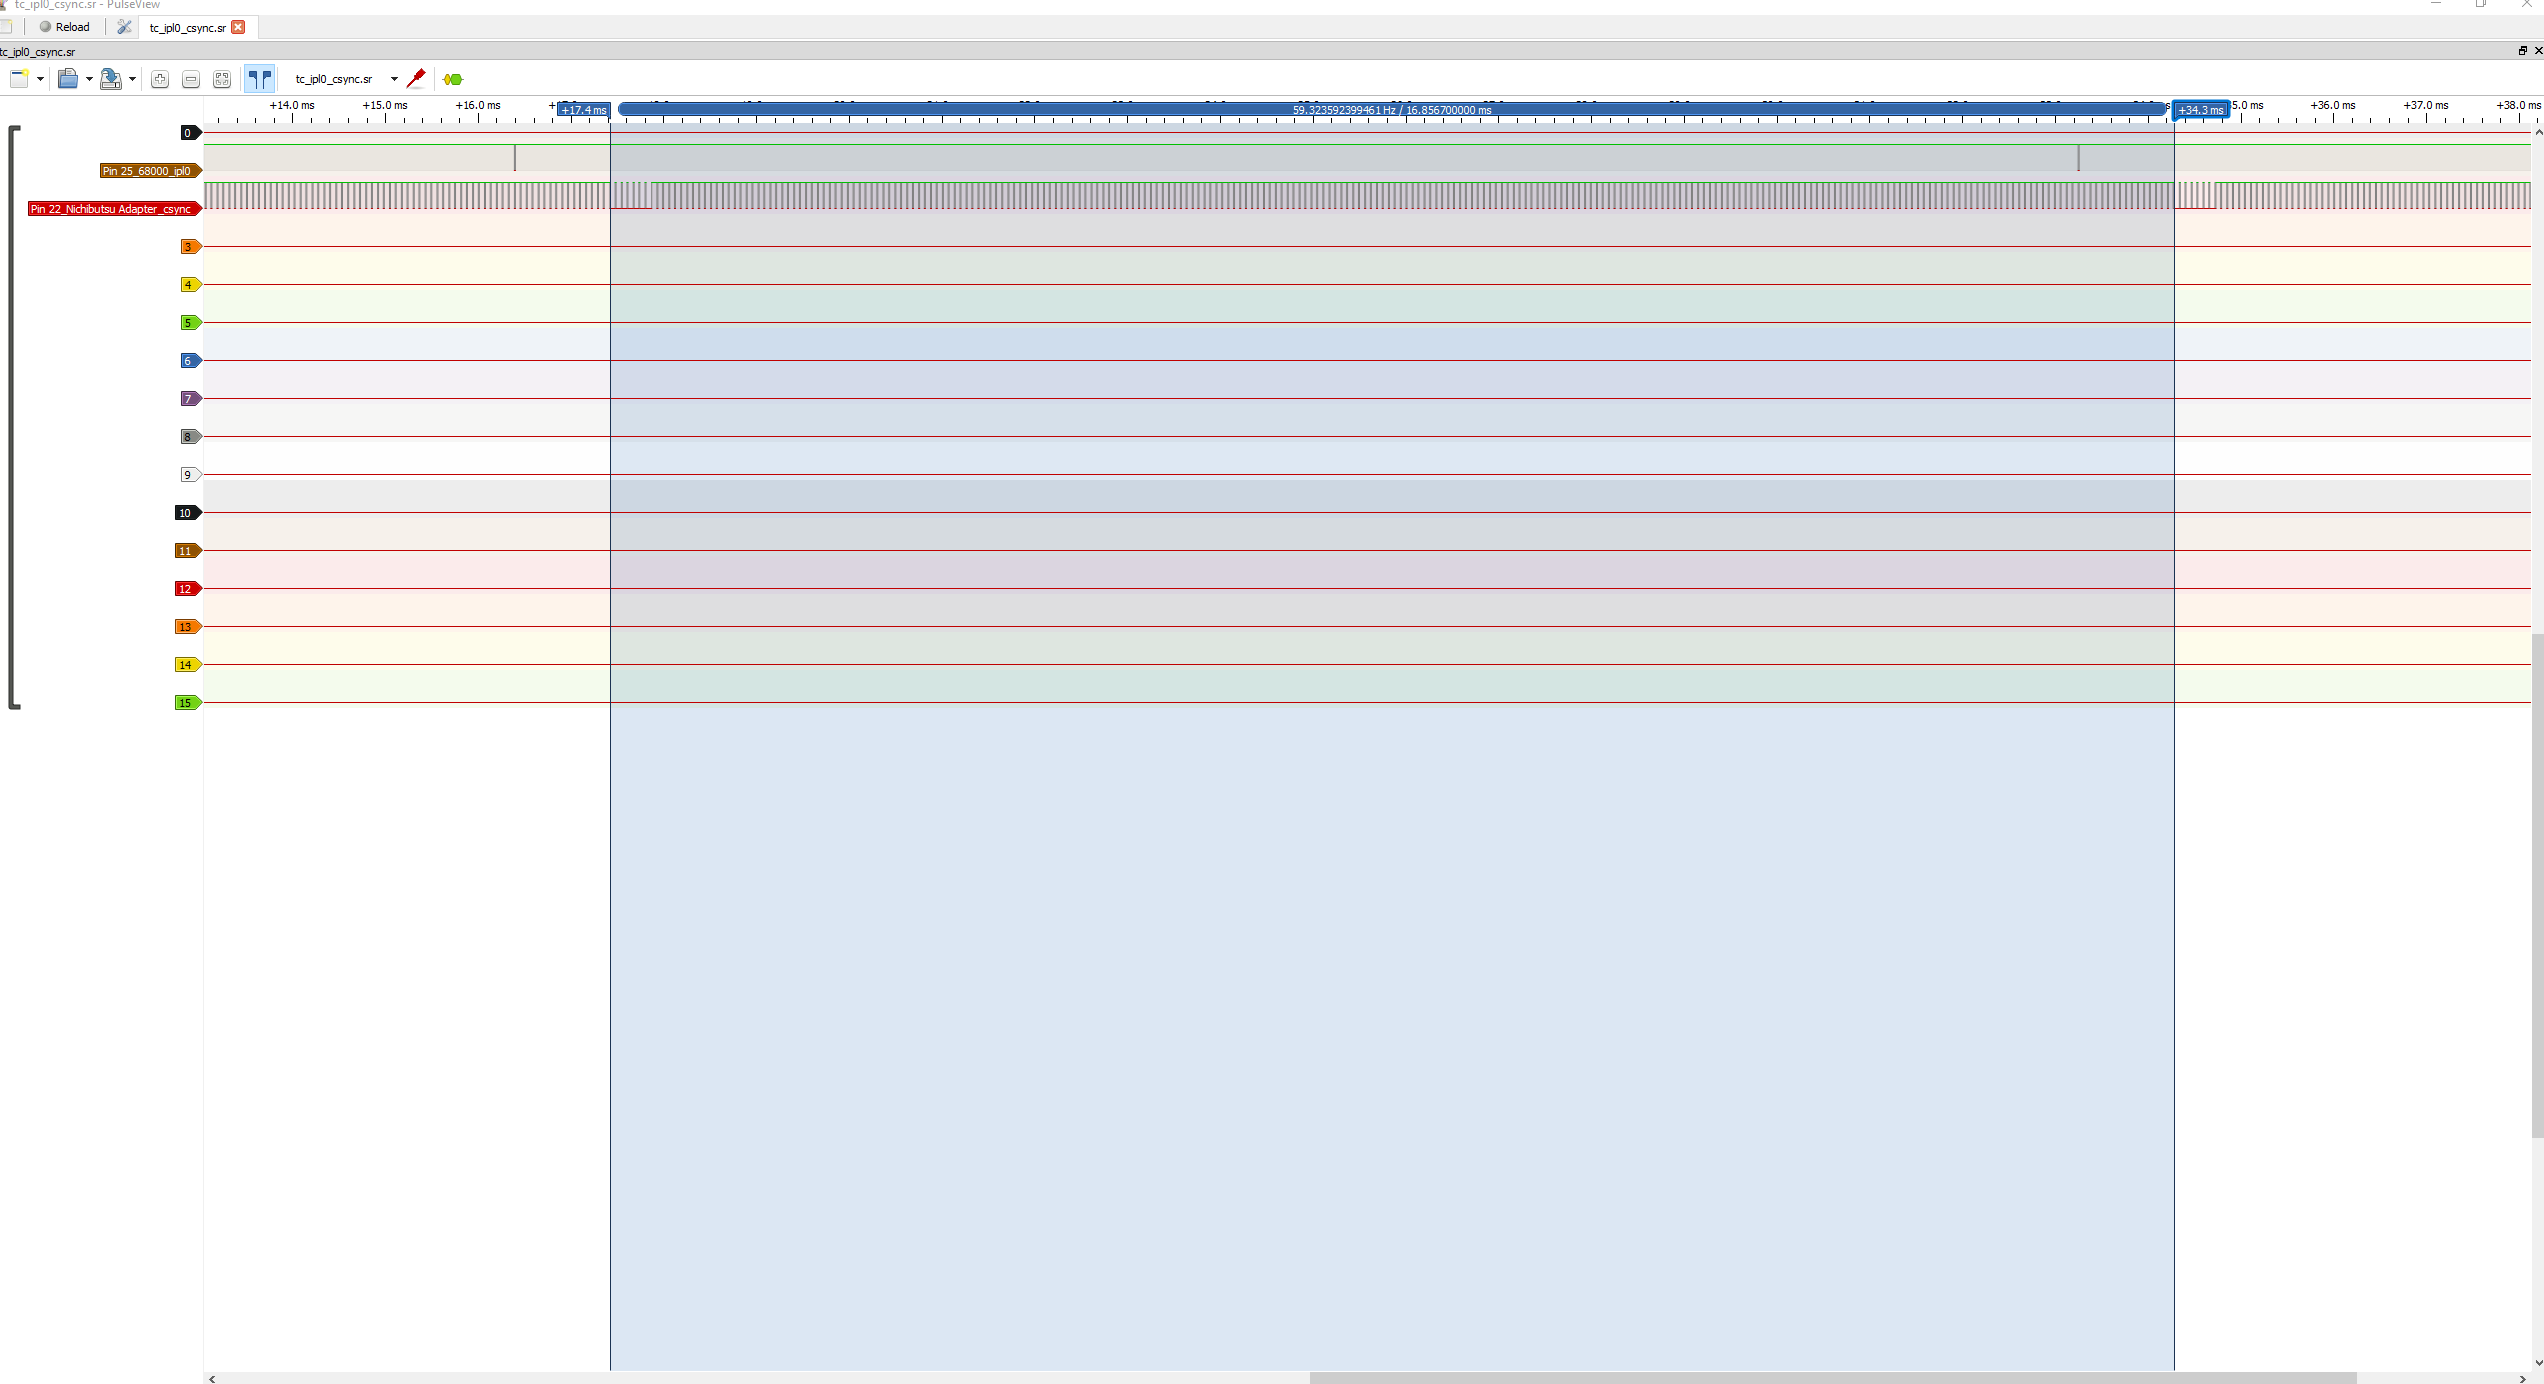 tc_ipl0_csync.sr - PulseView
Reload
tc_ipl0_csync.sr
tc_ipl0_csync.sr
tc_ipl0_csync.sr
+14.0 ms +15.0 ms +16.0 ms +17.4 ms 59.323592399461 Hz / 16.856700000 ms +34.3 ms 5.0 ms +36.0 ms +37.0 ms +38.0 ms
0
Pin 25_68000_ipl0
Pin 22_Nichibutsu Adapter_csync
3
4
5
6
7
8
9
10
11
12
13
14
15